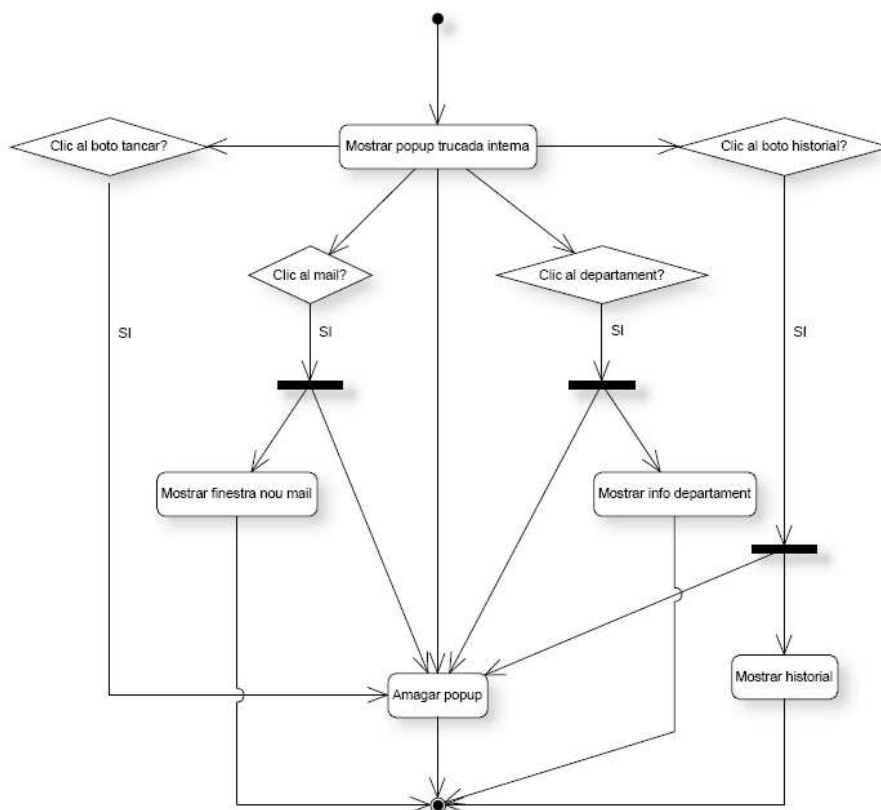 Clic al boto tancar?
Mostrar popup trucada interna
Clic al boto historial?
Clic al mail?
Clic al departament?
SI
SI
SI
SI
Mostrar finestra nou mail
Mostrar info departament
Amagar popup
Mostrar historial